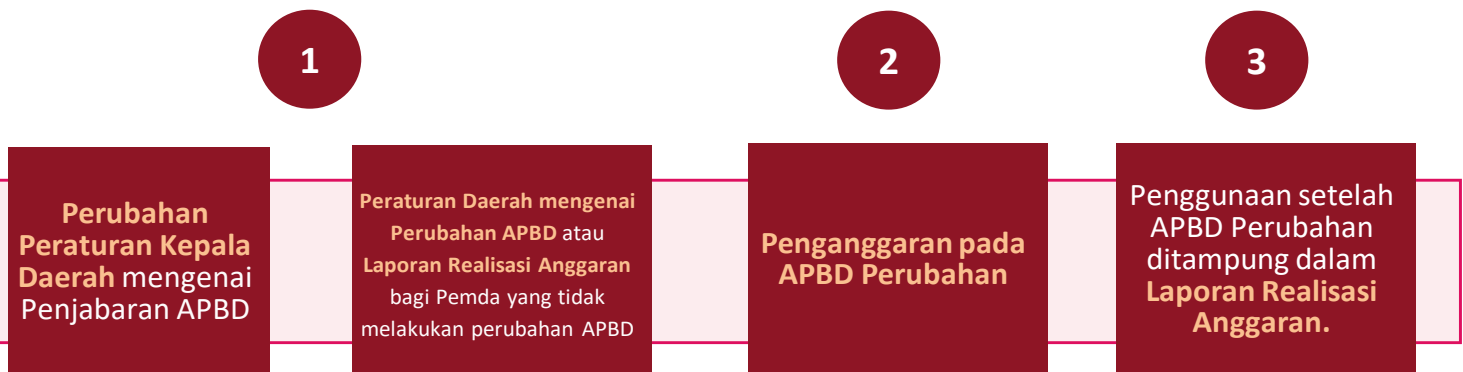 1
2
3
Perubahan
Peraturan Kepala
Daerah mengenai
Penjabaran APBD
Peraturan Daerah mengenai
Perubahan APBD atau
Laporan Realisasi Anggaran
bagi Pemda yang tidak
melakukan perubahan APBD
Penganggaran pada
APBD Perubahan
Penggunaan setelah
APBD Perubahan
ditampung dalam
Laporan Realisasi
Anggaran.